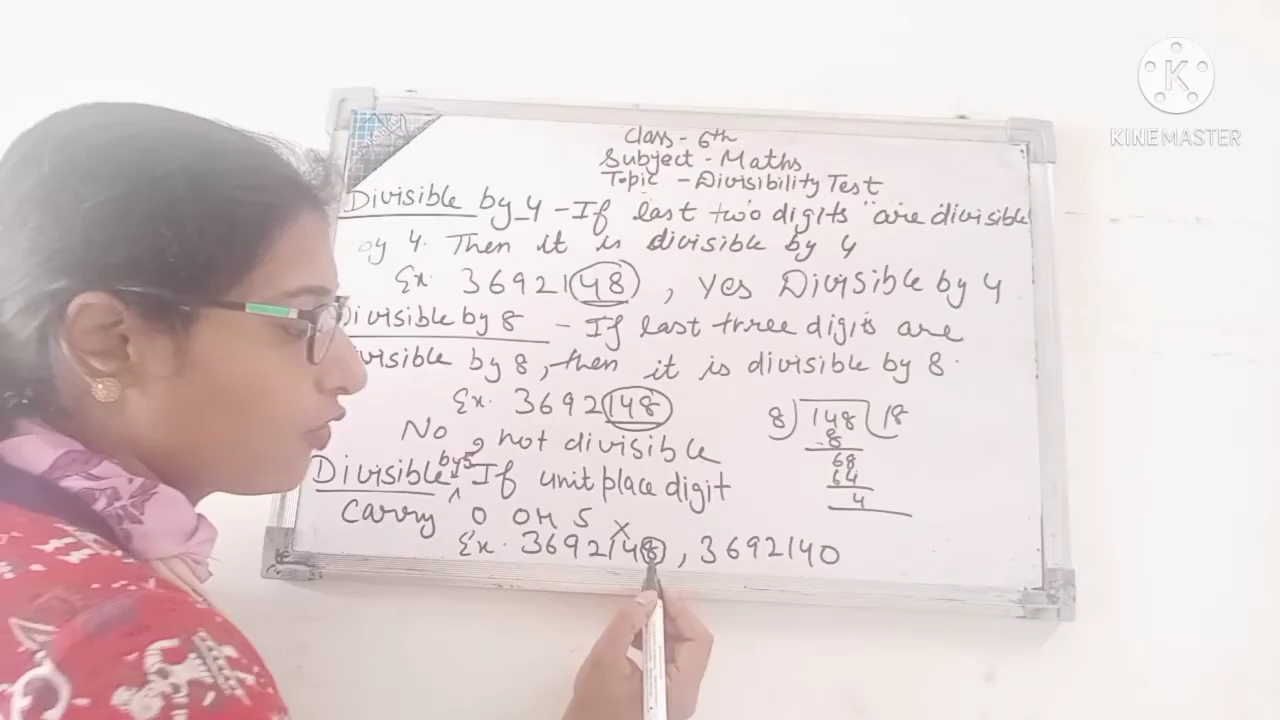 Class - 6th
Subject - Maths
Topic - Divisibility Test
Divisible by 4 - If last two digits are divisible
by 4. Then it is divisible by 4
Ex. 3692148, Yes Divisible by 4
Divisible by 8 - If last three digits are
divisible by 8, then it is divisible by 8.
Ex. 3692148
8) 148 (18
8
68
64
4
No, not divisible
Divisible by 5 If unit place digit
Carry 0 OR 5
Ex. 3692148, 3692140
X
K
KINEMASTER